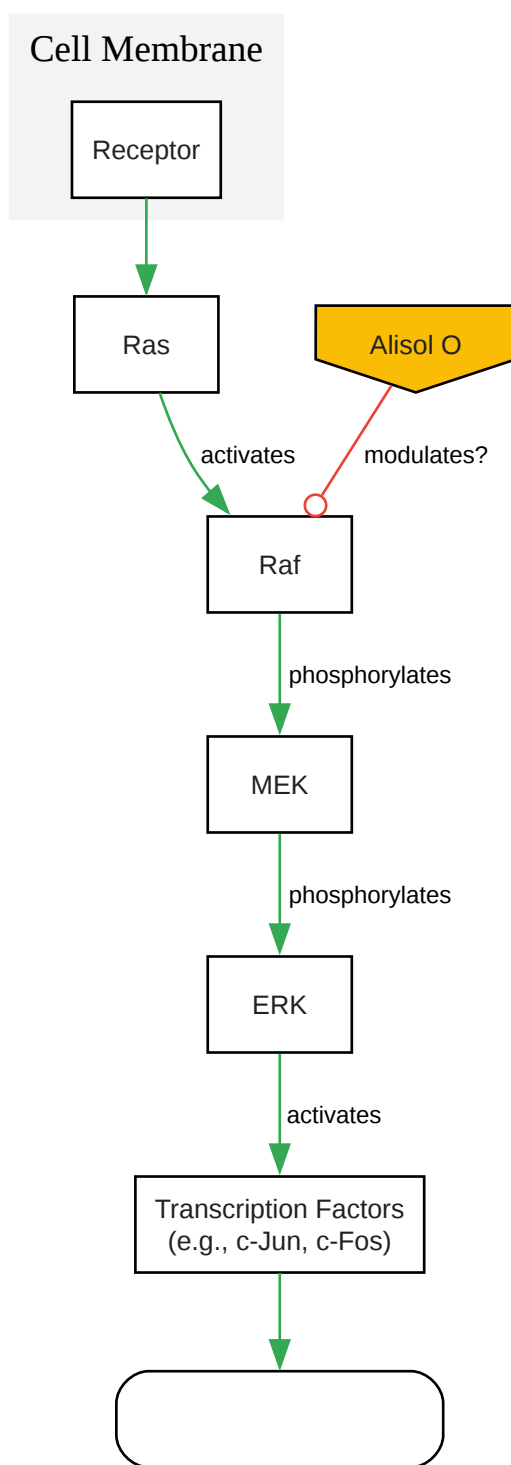 Cell Membrane
Receptor
Ras
Alisol O
activates
modulates?
Raf
phosphorylates
MEK
phosphorylates
ERK
activates
Transcription Factors
(e.g., c-Jun, c-Fos)